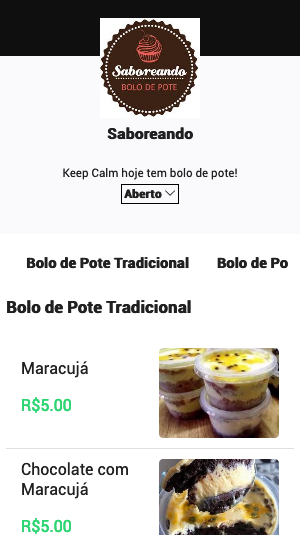 Saboreando
BOLO DE POTE
Saboreando
Keep Calm hoje tem bolo de pote!
Aberto
Bolo de Pote Tradicional
Bolo de Po
Bolo de Pote Tradicional
Maracujá
R$5.00
Chocolate com
Maracujá
R$5.00